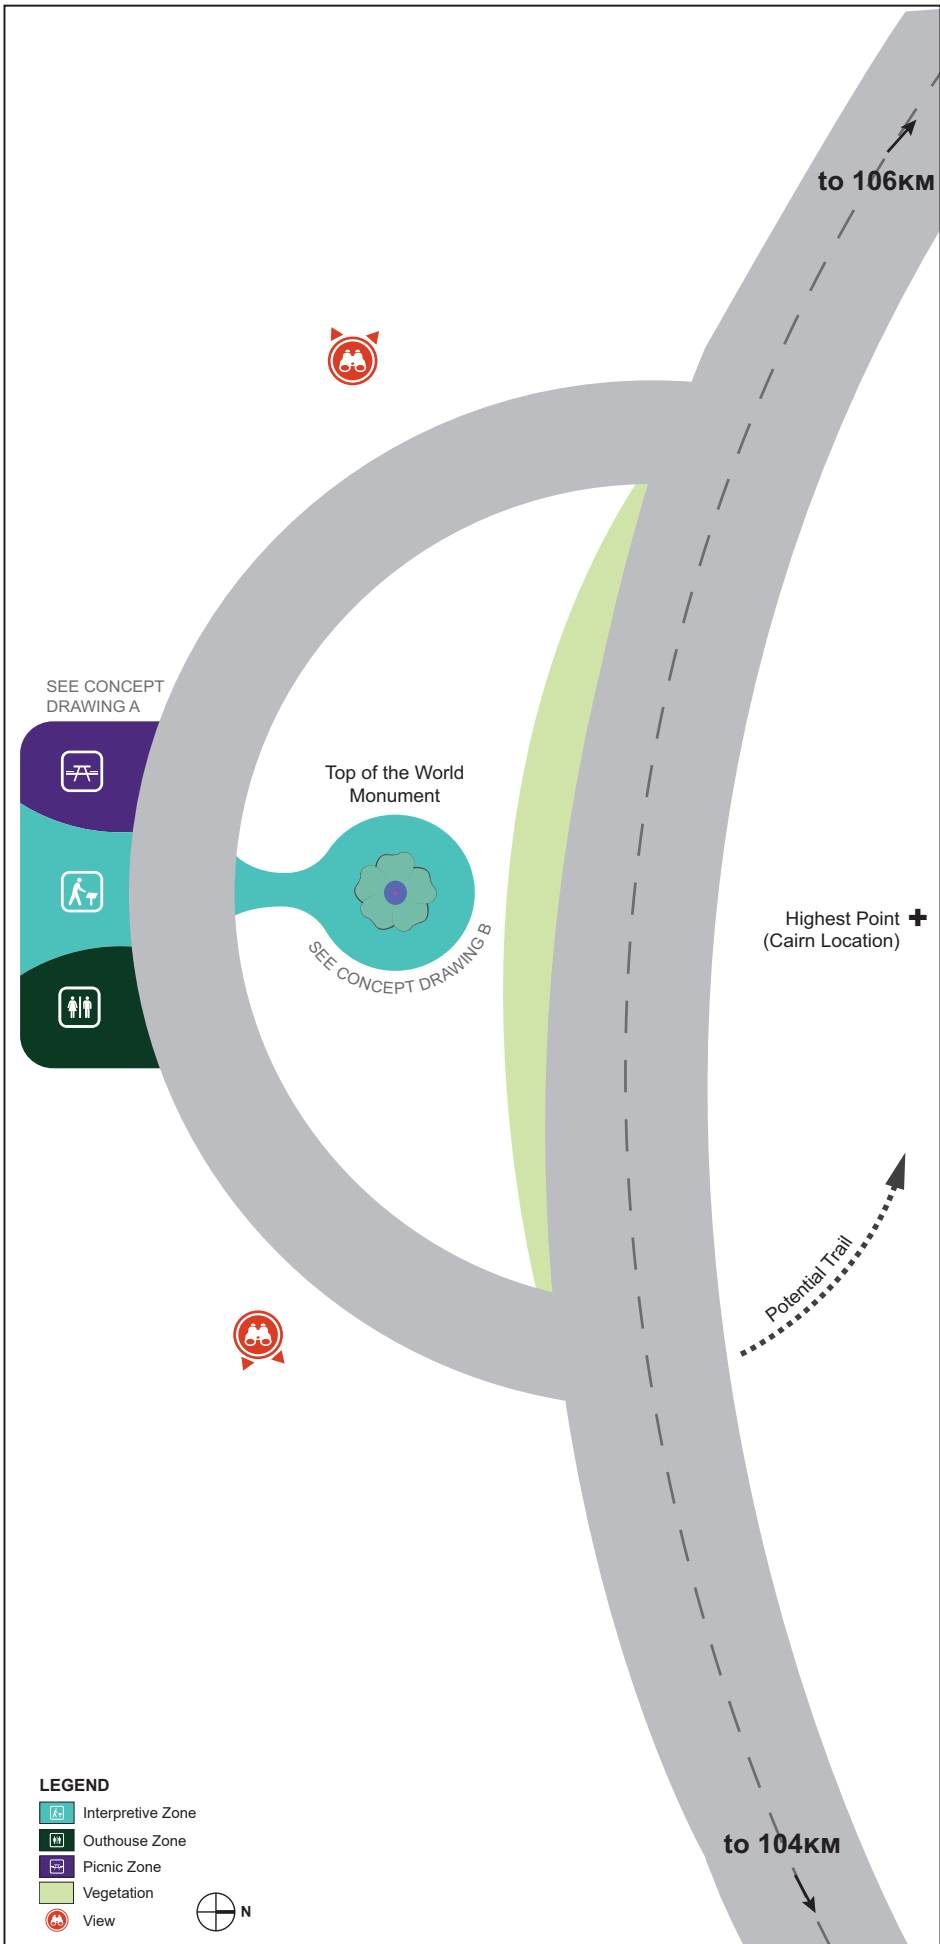 to 106KM
SEE CONCEPT
DRAWING A
Top of the World
Monument
SEE CONCEPT DRAWING B
Highest Point
(Cairn Location)
Potential Trail
to 104KM
LEGEND
Interpretive Zone
Outhouse Zone
Picnic Zone
Vegetation
View
N